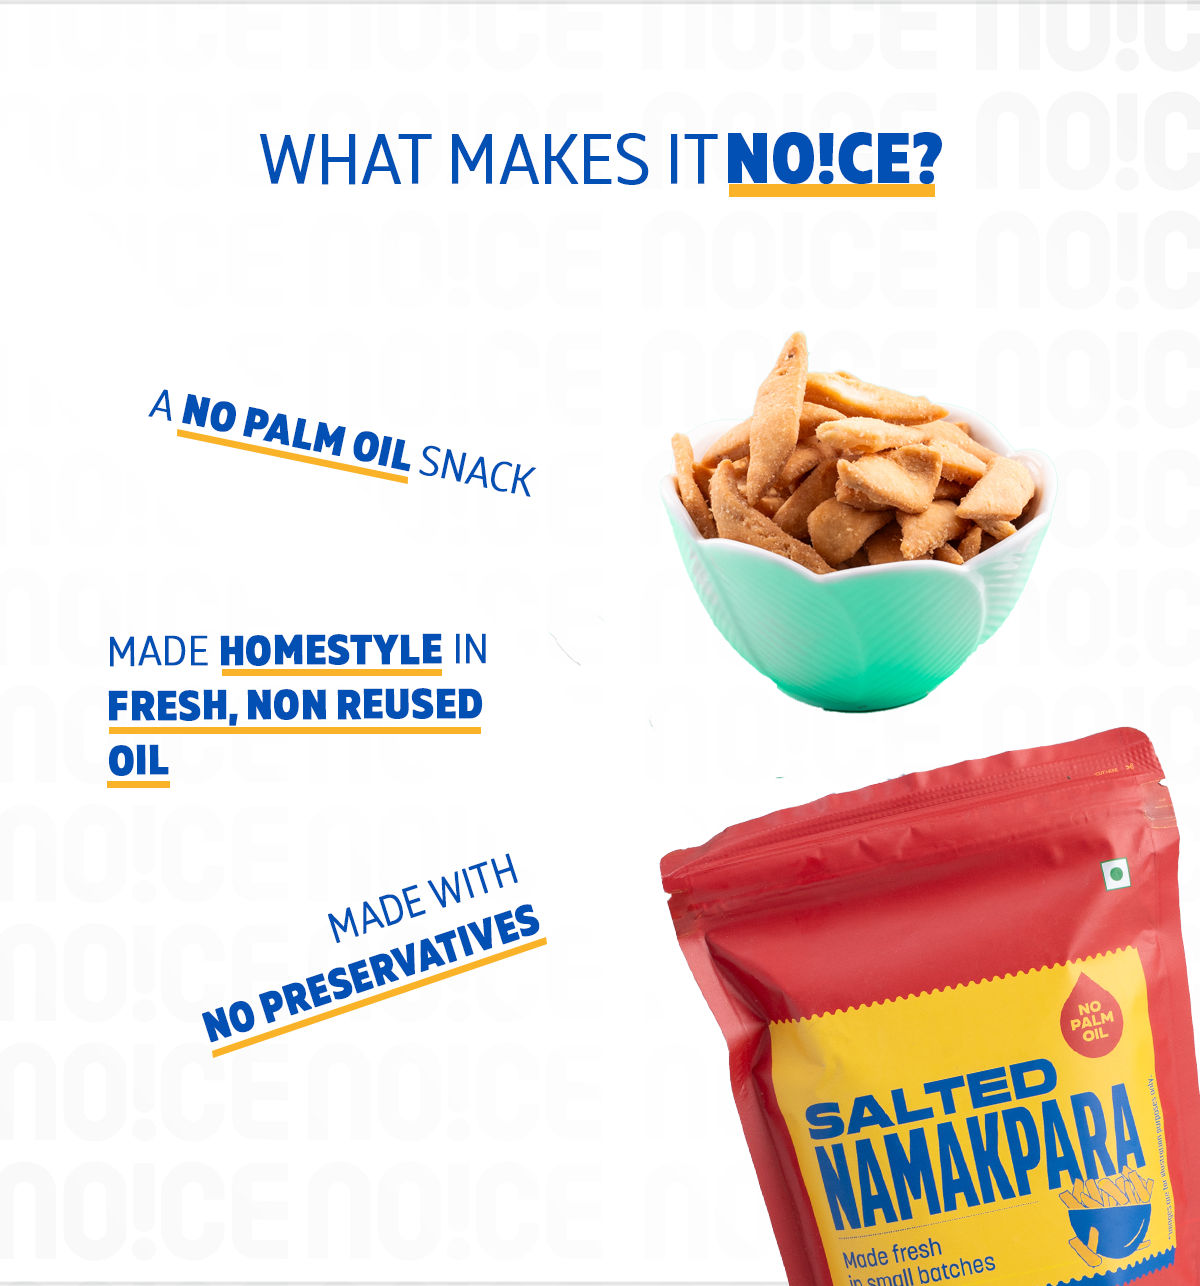 WHAT MAKES IT NO!CE?
A NO PALM OIL SNACK
MADE HOMESTYLE IN
FRESH, NON REUSED
OIL
MADE WITH
NO PRESERVATIVES
NO
PALM
OIL
SALTED
NAMAKPARA
Made fresh
in small batches